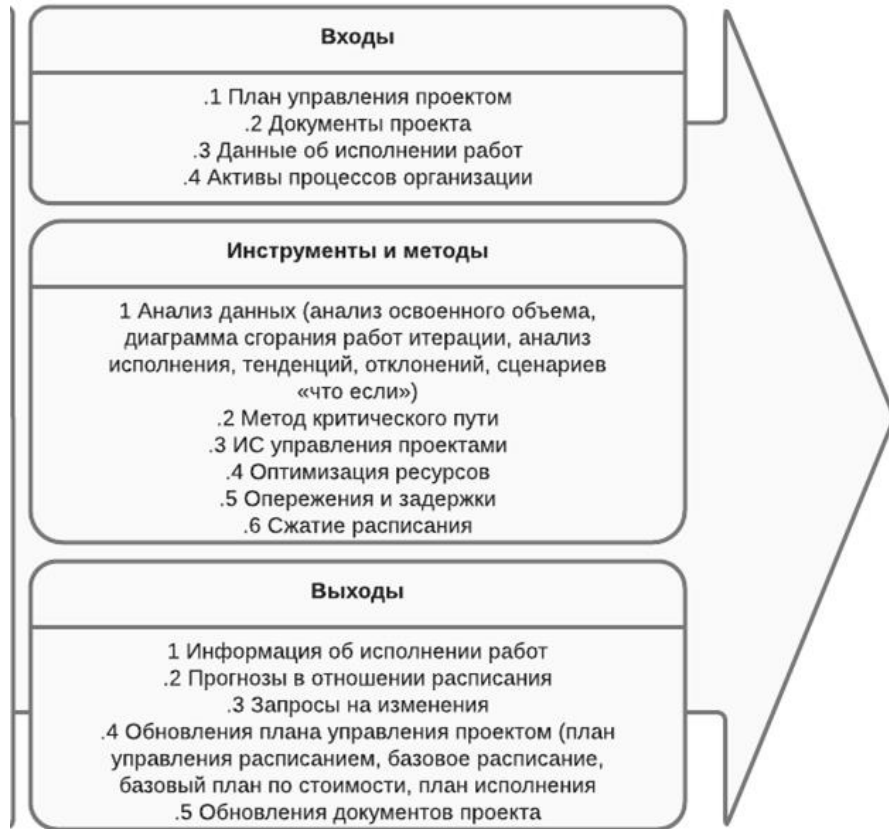 Входы
.1 План управления проектом
.2 Документы проекта
.3 Данные об исполнении работ
.4 Активы процессов организации
Инструменты и методы
1 Анализ данных (анализ освоенного объема,
диаграмма сгорания работ итерации, анализ
исполнения, тенденций, отклонений, сценариев
«что если»)
.2 Метод критического пути
.3 ИС управления проектами
.4 Оптимизация ресурсов
.5 Опережения и задержки
.6 Сжатие расписания
Выходы
1 Информация об исполнении работ
.2 Прогнозы в отношении расписания
.3 Запросы на изменения
.4 Обновления плана управления проектом (план
управления расписанием, базовое расписание,
базовый план по стоимости, план исполнения
.5 Обновления документов проекта